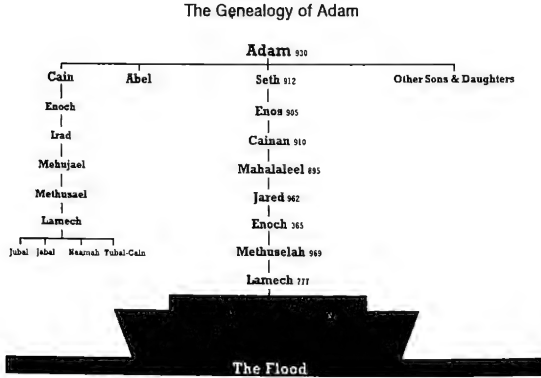 The Genealogy of Adam
Adam 930
Cain Abel Seth 912 Other Sons & Daughters
Enoch Enos 905
Irad Cainan 910
Mehujael Mahalaleel 895
Methusael Jared 962
Lamech Enoch 365
Jubal Jabal Naamah Tubal-Cain Methuselah 969
Lamech 777
The Flood